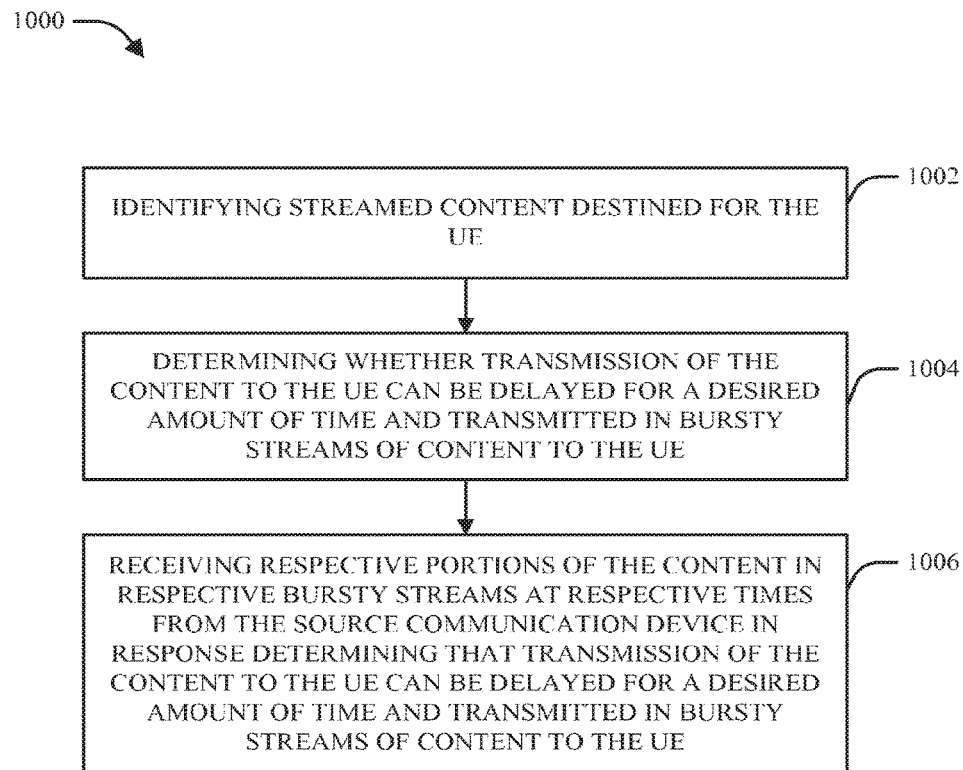 1000
1002
IDENTIFYING STREAMED CONTENT DESTINED FOR THE
UE
DETERMINING WHETHER TRANSMISSION OF THE
CONTENT TO THE UE CAN BE DELAYED FOR A DESIRED
AMOUNT OF TIME AND TRANSMITTED IN BURSTY
STREAMS OF CONTENT TO THE UE
1004
RECEIVING RESPECTIVE PORTIONS OF THE CONTENT IN
RESPECTIVE BURSTY STREAMS AT RESPECTIVE TIMES
FROM THE SOURCE COMMUNICATION DEVICE IN
RESPONSE DETERMINING THAT TRANSMISSION OF THE
CONTENT TO THE UE CAN BE DELAYED FOR A DESIRED
AMOUNT OF TIME AND TRANSMITTED IN BURSTY
STREAMS OF CONTENT TO THE UE
1006